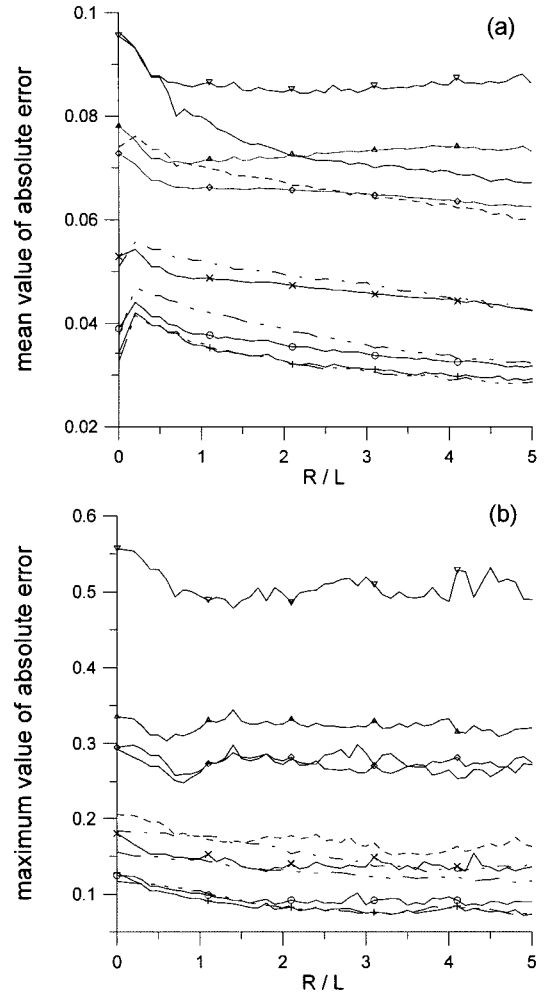 (a)
mean value of absolute error
0.1
0.08
0.06
0.04
0.02
0 1 2 3 4 5
R / L
(b)
maximum value of absolute error
0.6
0.5
0.4
0.3
0.2
0.1
0 1 2 3 4 5
R / L